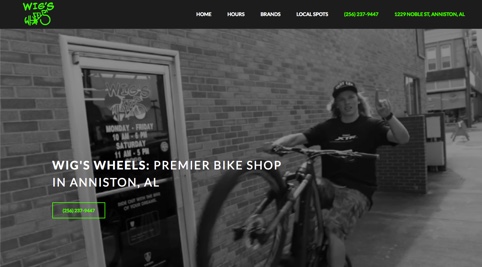 WIG'S
HOME HOURS BRANDS LOCAL SPOTS (256) 237-9447 1229 NOBLE ST, ANNISTON, AL
MONDAY - FRIDAY
10 AM - 6 PM
SATURDAY
11 AM - 5 PM
WIG'S WHEELS: PREMIER BIKE SHOP
IN ANNISTON, AL
(256) 237-9447